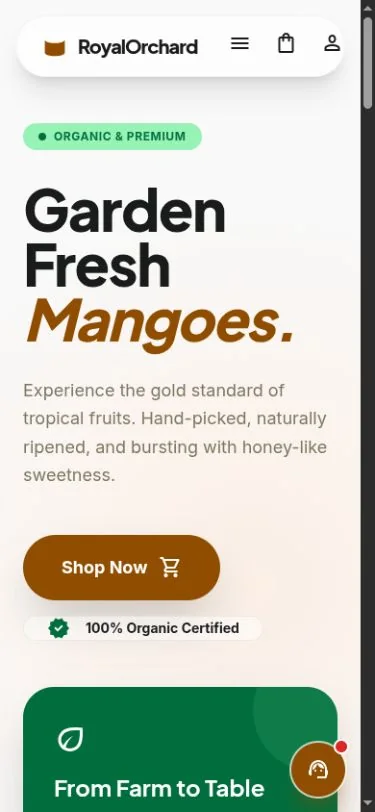 RoyalOrchard
ORGANIC & PREMIUM
Garden
Fresh
Mangoes.
Experience the gold standard of
tropical fruits. Hand-picked, naturally
ripened, and bursting with honey-like
sweetness.
Shop Now
100% Organic Certified
From Farm to Table